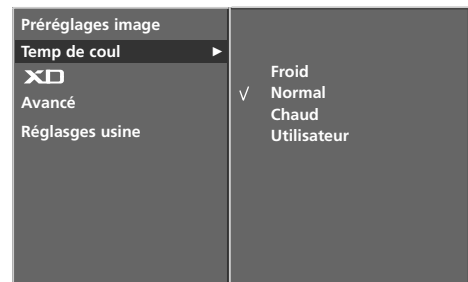 Préréglages image
Temp de coul ►
XD
Avancé
Réglasges usine
Froid
√ Normal
Chaud
Utilisateur